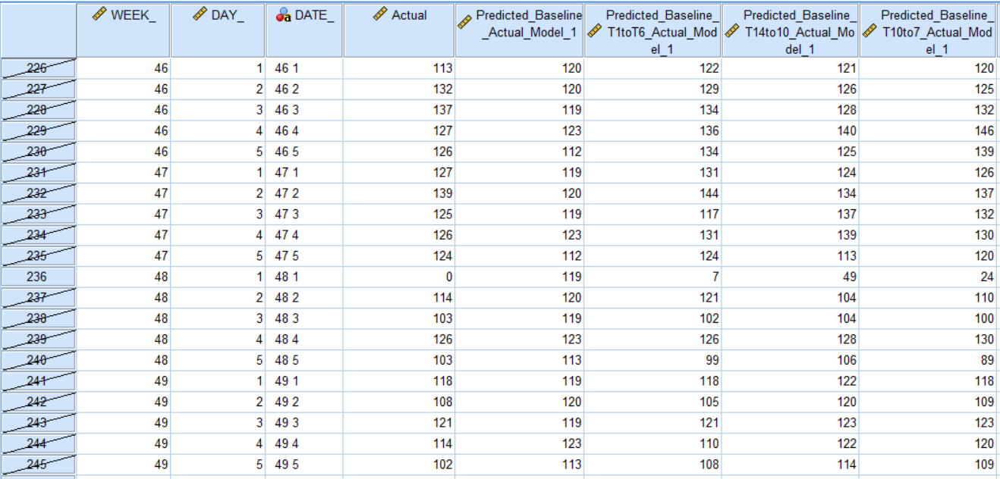 WEEK_ DAY_ DATE_ Actual Predicted_Baseline_Actual_Model_1 Predicted_Baseline_T1toT6_Actual_Model_1 Predicted_Baseline_T14to10_Actual_Model_1 Predicted_Baseline_T10to7_Actual_Model_1
226 46 1 46 1 113 120 122 121 120
227 46 2 46 2 132 120 129 126 125
228 46 3 46 3 137 119 134 128 132
229 46 4 46 4 127 123 136 140 146
230 46 5 46 5 126 112 134 125 139
231 47 1 47 1 127 119 131 124 126
232 47 2 47 2 139 120 144 134 137
233 47 3 47 3 125 119 117 137 132
234 47 4 47 4 126 123 131 139 130
235 47 5 47 5 124 112 124 113 120
236 48 1 48 1 0 119 7 49 24
237 48 2 48 2 114 120 121 104 110
238 48 3 48 3 103 119 102 104 100
239 48 4 48 4 126 123 126 128 130
240 48 5 48 5 103 113 99 106 89
241 49 1 49 1 118 119 118 122 118
242 49 2 49 2 108 120 105 120 109
243 49 3 49 3 121 119 121 123 123
244 49 4 49 4 114 123 110 122 120
245 49 5 49 5 102 113 108 114 109